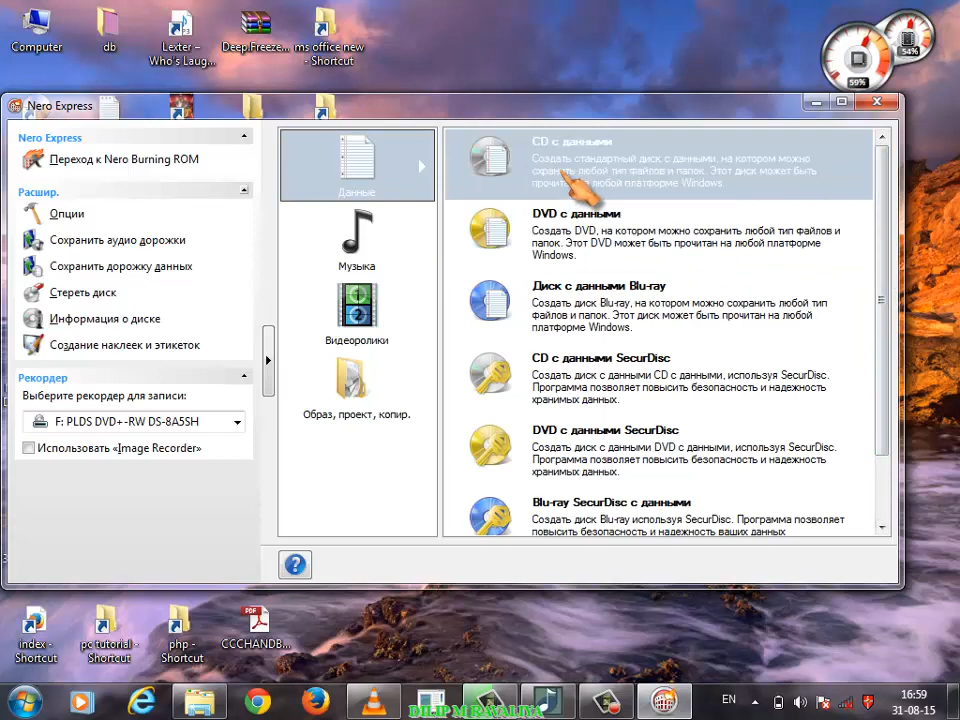 Computer
db
Lexter –
Who's Laug...
Deep.Freeze...
ms office new
- Shortcut
59%
54%
Nero Express
Nero Express
Переход к Nero Burning ROM
Расшир.
Опции
Сохранить аудио дорожки
Сохранить дорожку данных
Стереть диск
Информация о диске
Создание наклеек и этикеток
Рекордер
Выберите рекордер для записи:
F: PLDS DVD+-RW DS-8A5SH
Использовать «Image Recorder»
Данные
Музыка
1
2
Видеоролики
Образ, проект, копир.
CD с данными
Создать стандартный диск с данными, на котором можно
сохранить любой тип файлов и папок. Этот диск может быть
прочитан на любой платформе Windows.
DVD с данными
Создать DVD, на котором можно сохранить любой тип файлов и
папок. Этот DVD может быть прочитан на любой платформе
Windows.
Диск с данными Blu-ray
Создать диск Blu-ray, на котором можно сохранить любой тип
файлов и папок. Этот диск может быть прочитан на любой
платформе Windows.
CD с данными SecurDisc
Создать диск с данными CD с данными, используя SecurDisc.
Программа позволяет повысить безопасность и надежность
хранимых данных.
DVD с данными SecurDisc
Создать диск с данными DVD с данными, используя SecurDisc.
Программа позволяет повысить безопасность и надежность
хранимых данных.
Blu-ray SecurDisc с данными
Создать диск Blu-ray используя SecurDisc. Программа позволяет
повысить безопасность и надежность ваших данных
?
index -
Shortcut
pc tutorial -
Shortcut
php -
Shortcut
PDF
CCCHANDB...
DILIP M RAVALIYA
EN
16:59
31-08-15